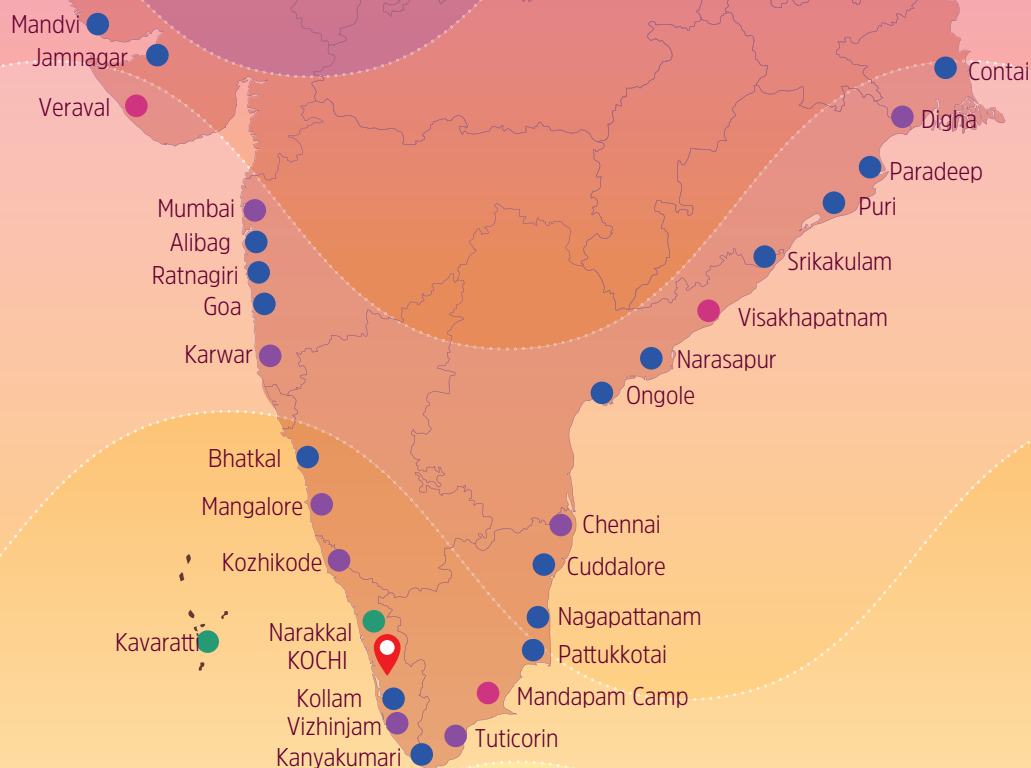 Mandvi
Jamnagar
Veraval
Mumbai
Alibag
Ratnagiri
Goa
Karwar
Bhatkal
Mangalore
Kozhikode
Kavaratti
Narakkal
KOCHI
Kollam
Vizhinjam
Kanyakumari
Contai
Digha
Paradeep
Puri
Srikakulam
Visakhapatnam
Narasapur
Ongole
Chennai
Cuddalore
Nagapattanam
Pattukkotai
Mandapam Camp
Tuticorin